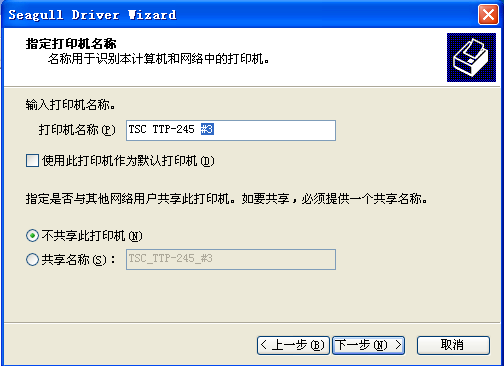 Seagull Driver Wizard
指定打印机名称
名称用于识别本计算机和网络中的打印机。
输入打印机名称。
打印机名称(P)
TSC TTP-245 #3
使用此打印机作为默认打印机(D)
指定是否与其他网络用户共享此打印机。如要共享，必须提供一个共享名称。
不共享此打印机(N)
共享名称(S)：
TSC_TTP-245_#3
< 上一步(B)
下一步(N) >
取消